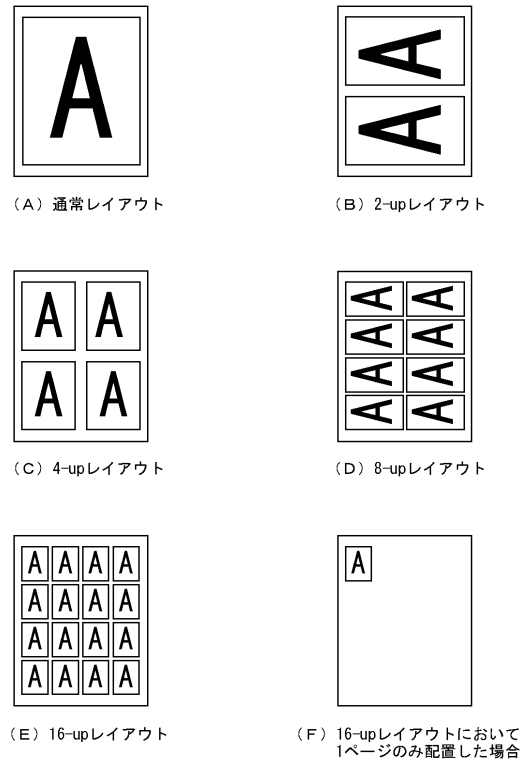 A
A
A
（A）通常レイアウト
（B）2-upレイアウト
A A
A A
A A
A A
A A
A A
（C）4-upレイアウト
（D）8-upレイアウト
A A A A
A A A A
A A A A
A A A A
A
（E）16-upレイアウト
（F）16-upレイアウトにおいて
1ページのみ配置した場合